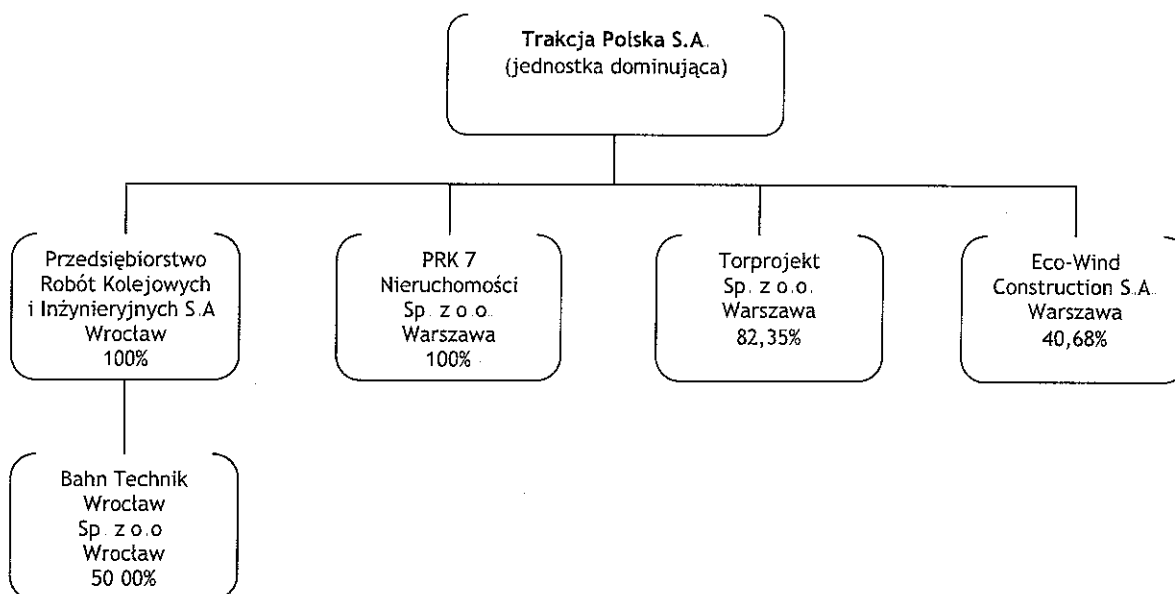 Trakcja Polska S.A.
(jednostka dominująca)
Przedsiębiorstwo
Robót Kolejowych
i Inżynieryjnych S.A
Wrocław
100%
PRK 7
Nieruchomości
Sp. z o.o.
Warszawa
100%
Torprojekt
Sp. z o.o.
Warszawa
82,35%
Eco-Wind
Construction S.A.
Warszawa
40,68%
Bahn Technik
Wrocław
Sp. z o.o
Wrocław
50 00%